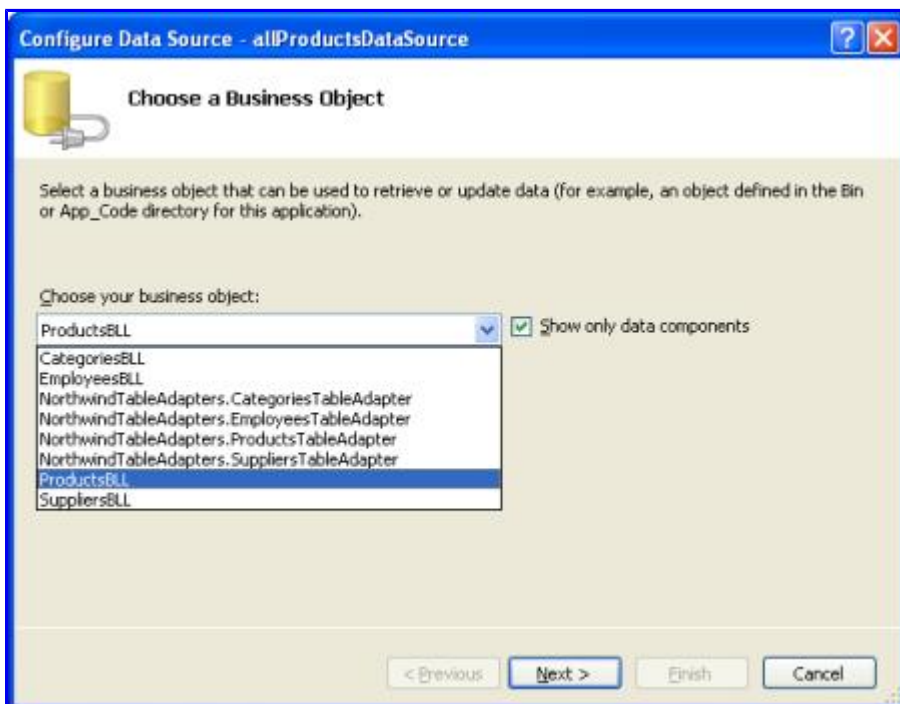 Configure Data Source - allProductsDataSource
Choose a Business Object
Select a business object that can be used to retrieve or update data (for example, an object defined in the Bin
or App_Code directory for this application).
Choose your business object:
ProductsBLL
Show only data components
CategoriesBLL
EmployeesBLL
NorthwindTableAdapters.CategoriesTableAdapter
NorthwindTableAdapters.EmployeesTableAdapter
NorthwindTableAdapters.ProductsTableAdapter
NorthwindTableAdapters.SuppliersTableAdapter
ProductsBLL
SuppliersBLL
< Previous
Next >
Finish
Cancel